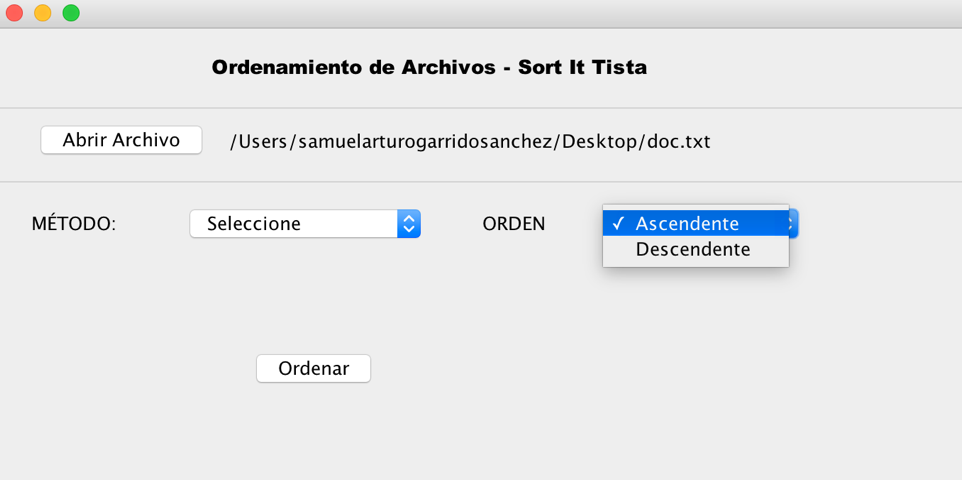 Ordenamiento de Archivos - Sort It Tista
Abrir Archivo /Users/samuelarturogarridosanchez/Desktop/doc.txt
MÉTODO: Seleccione ORDEN ✓ Ascendente
Descendente
Ordenar